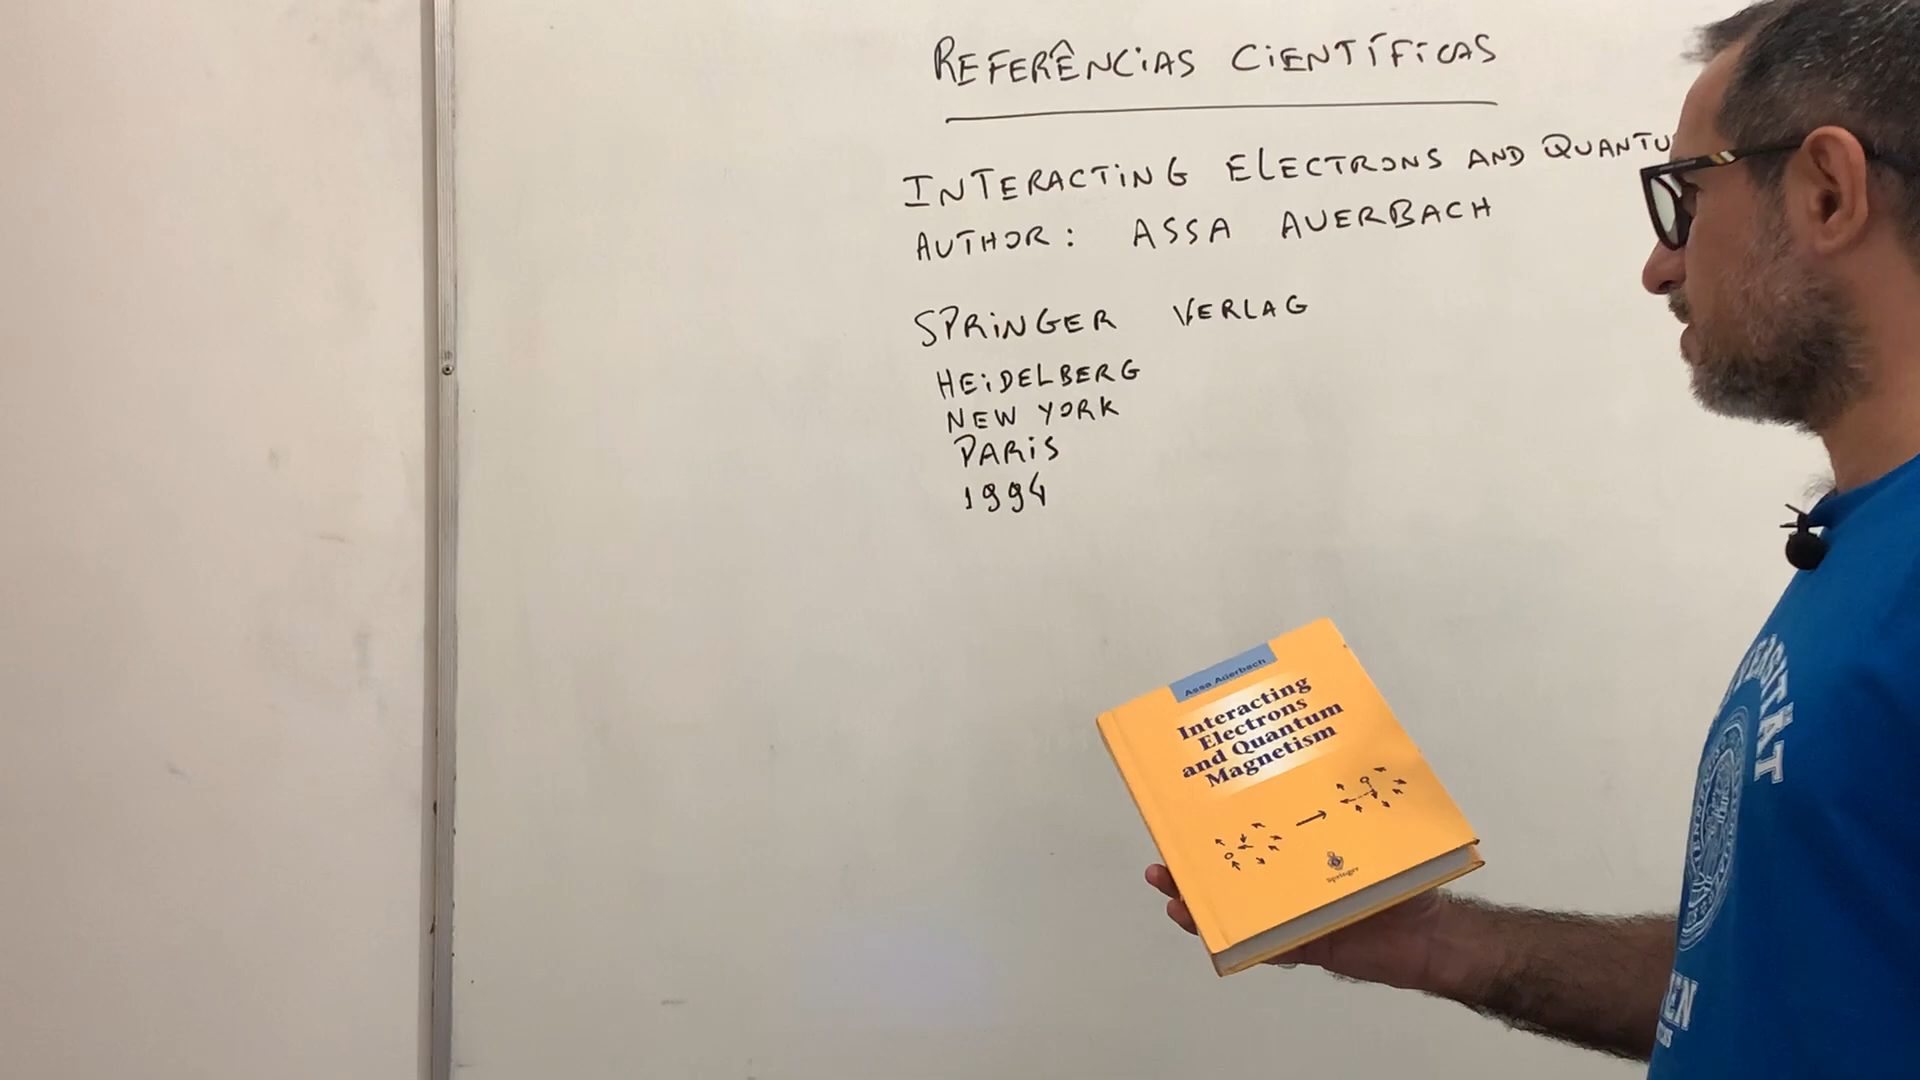 REFERÊNCIAS CIENTÍFICAS
INTERACTING ELECTRONS AND QUANTU
AUTHOR: ASSA AUERBACH
SPRINGER VERLAG
HEIDELBERG
NEW YORK
PARIS
1994
Assa Auerbach
Interacting
Electrons
and Quantum
Magnetism
Springer